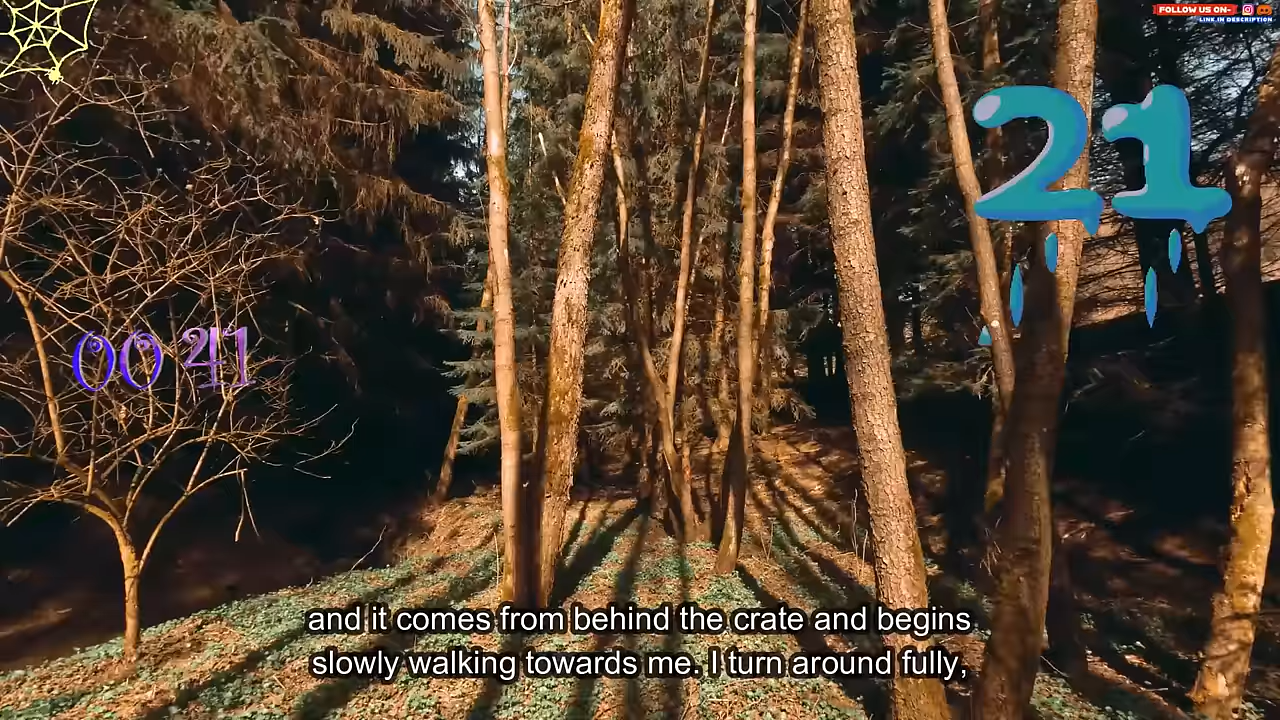 FOLLOW US ON-
LINK IN DESCRIPTION
21
00 41
and it comes from behind the crate and begins
slowly walking towards me. I turn around fully,